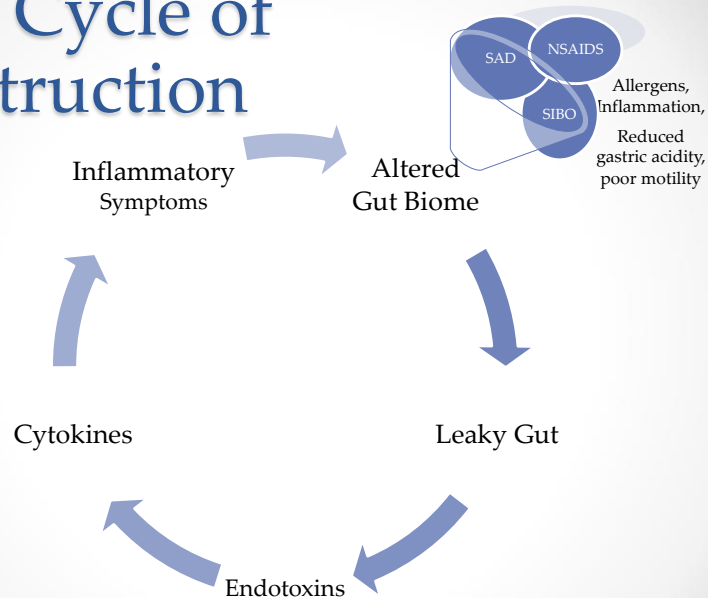 Cycle of
truction
SAD
NSAIDS
SIBO
Allergens,
Inflammation,
Reduced
gastric acidity,
poor motility
Inflammatory
Symptoms
Altered
Gut Biome
Cytokines
Leaky Gut
Endotoxins